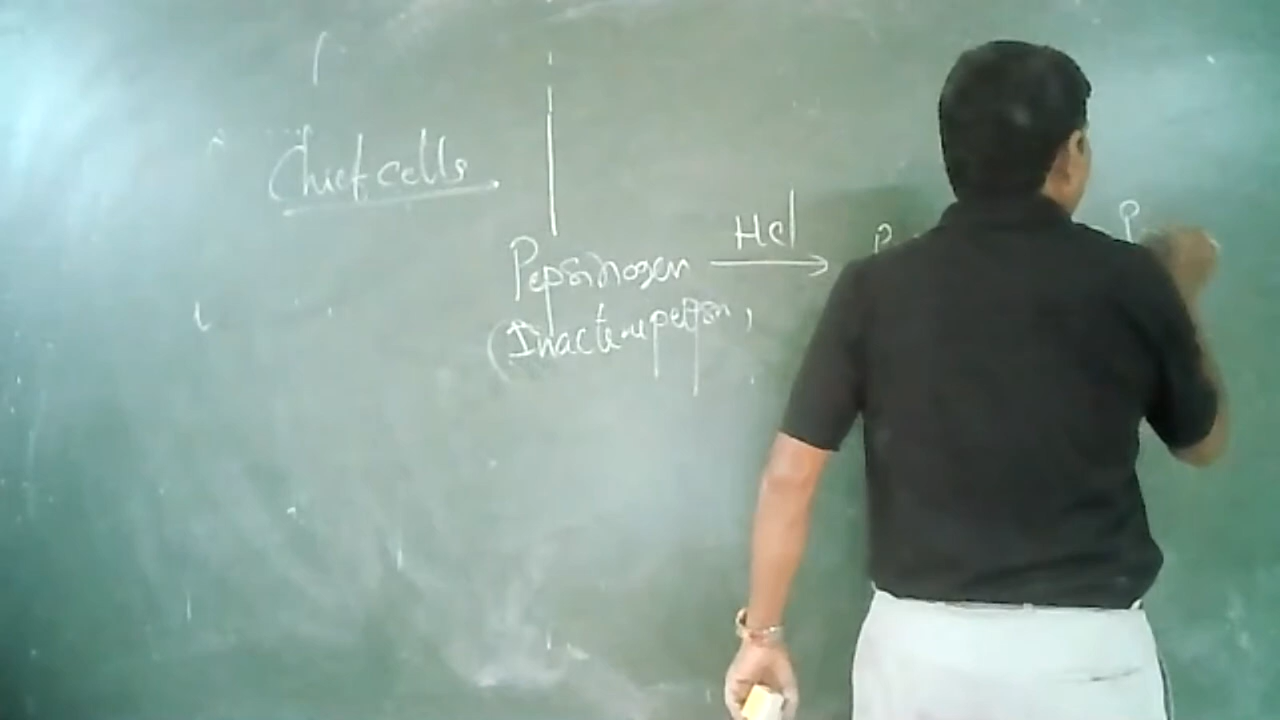 Chief cells
HCl
Pepsinogen → P P
(Inactive pepsin)